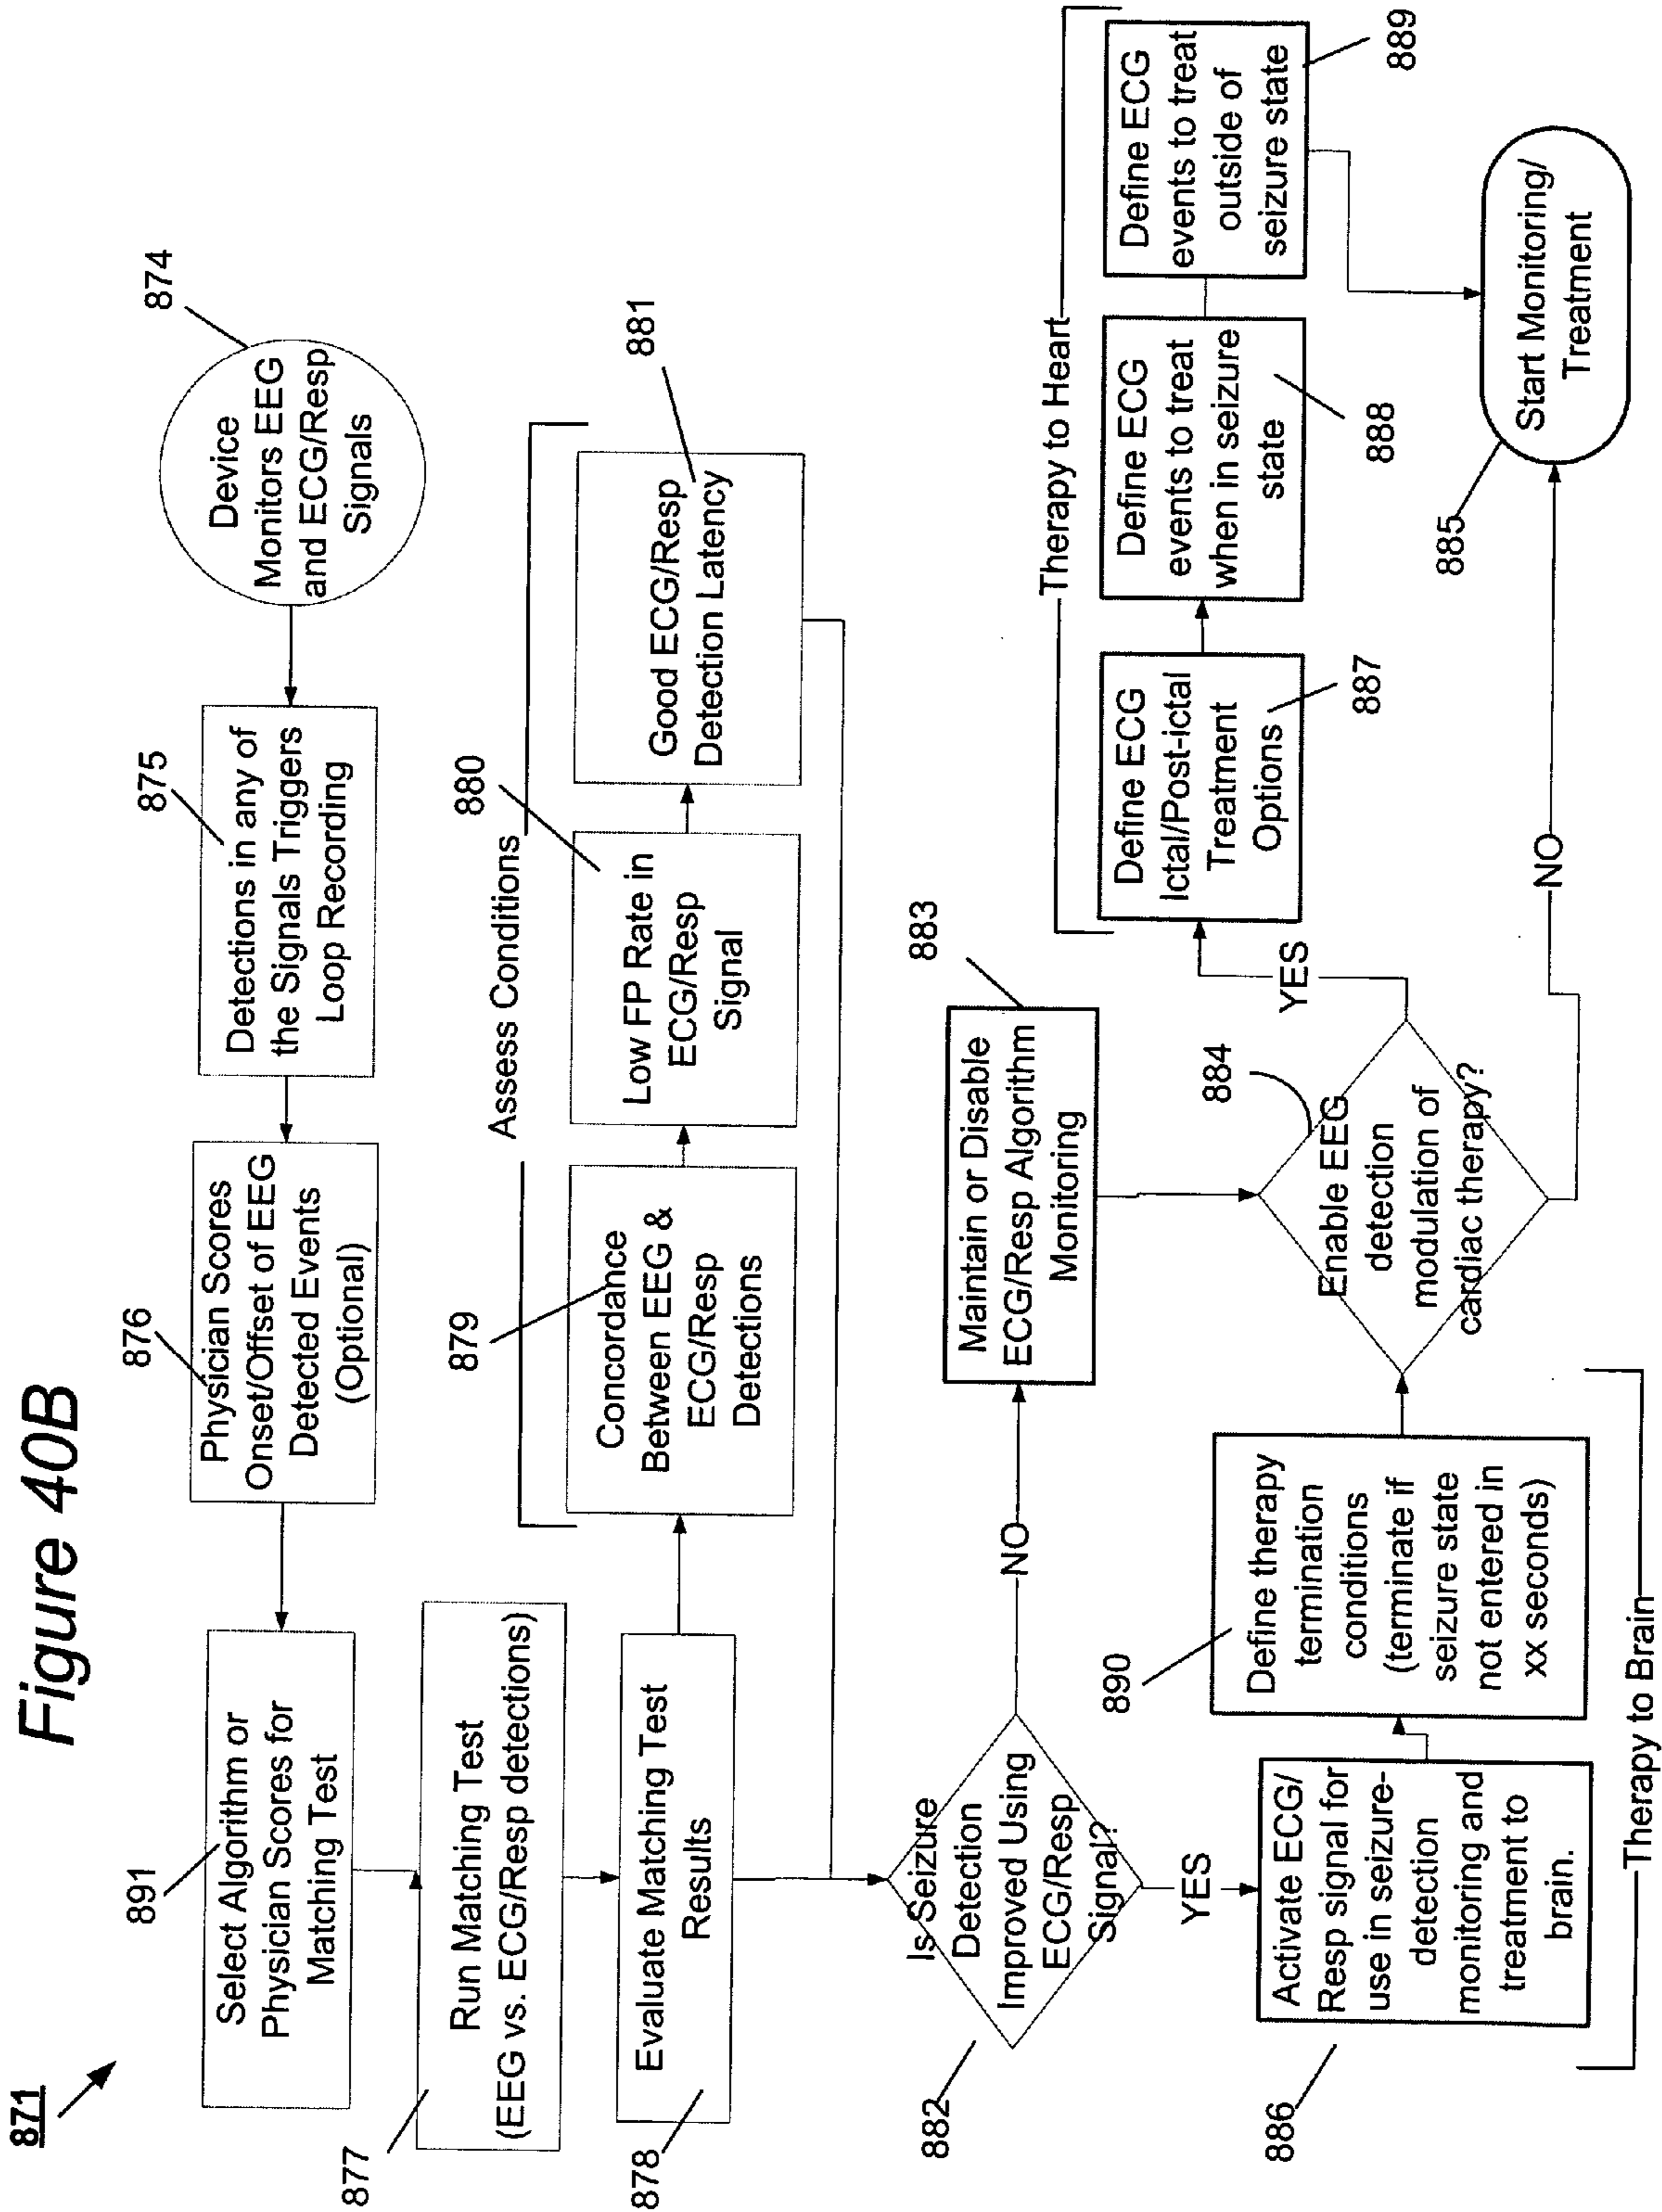 Figure 40B
871
874
Device
Monitors EEG
and ECG/Resp
Signals
875
Detections in any of
the Signals Triggers
Loop Recording
876
Physician Scores
Onset/Offset of EEG
Detected Events
(Optional)
891
Select Algorithm or
Physician Scores for
Matching Test
877
Run Matching Test
(EEG vs. ECG/Resp detections)
878
Evaluate Matching Test
Results
Assess Conditions
879
Concordance
Between EEG &
ECG/Resp
Detections
880
Low FP Rate in
ECG/Resp
Signal
881
Good ECG/Resp
Detection Latency
882
Is Seizure
Detection
Improved Using
ECG/Resp
Signal?
NO
883
Maintain or Disable
ECG/Resp Algorithm
Monitoring
YES
886
Activate ECG/
Resp signal for
use in seizure-
detection
monitoring and
treatment to
brain.
890
Define therapy
termination
conditions
(terminate if
seizure state
not entered in
xx seconds)
Therapy to Brain
884
Enable EEG
detection
modulation of
cardiac therapy?
YES
NO
Therapy to Heart
Define ECG
Ictal/Post-ictal
Treatment
Options
887
Define ECG
events to treat
when in seizure
state
888
Define ECG
events to treat
outside of
seizure state
889
885
Start Monitoring/
Treatment